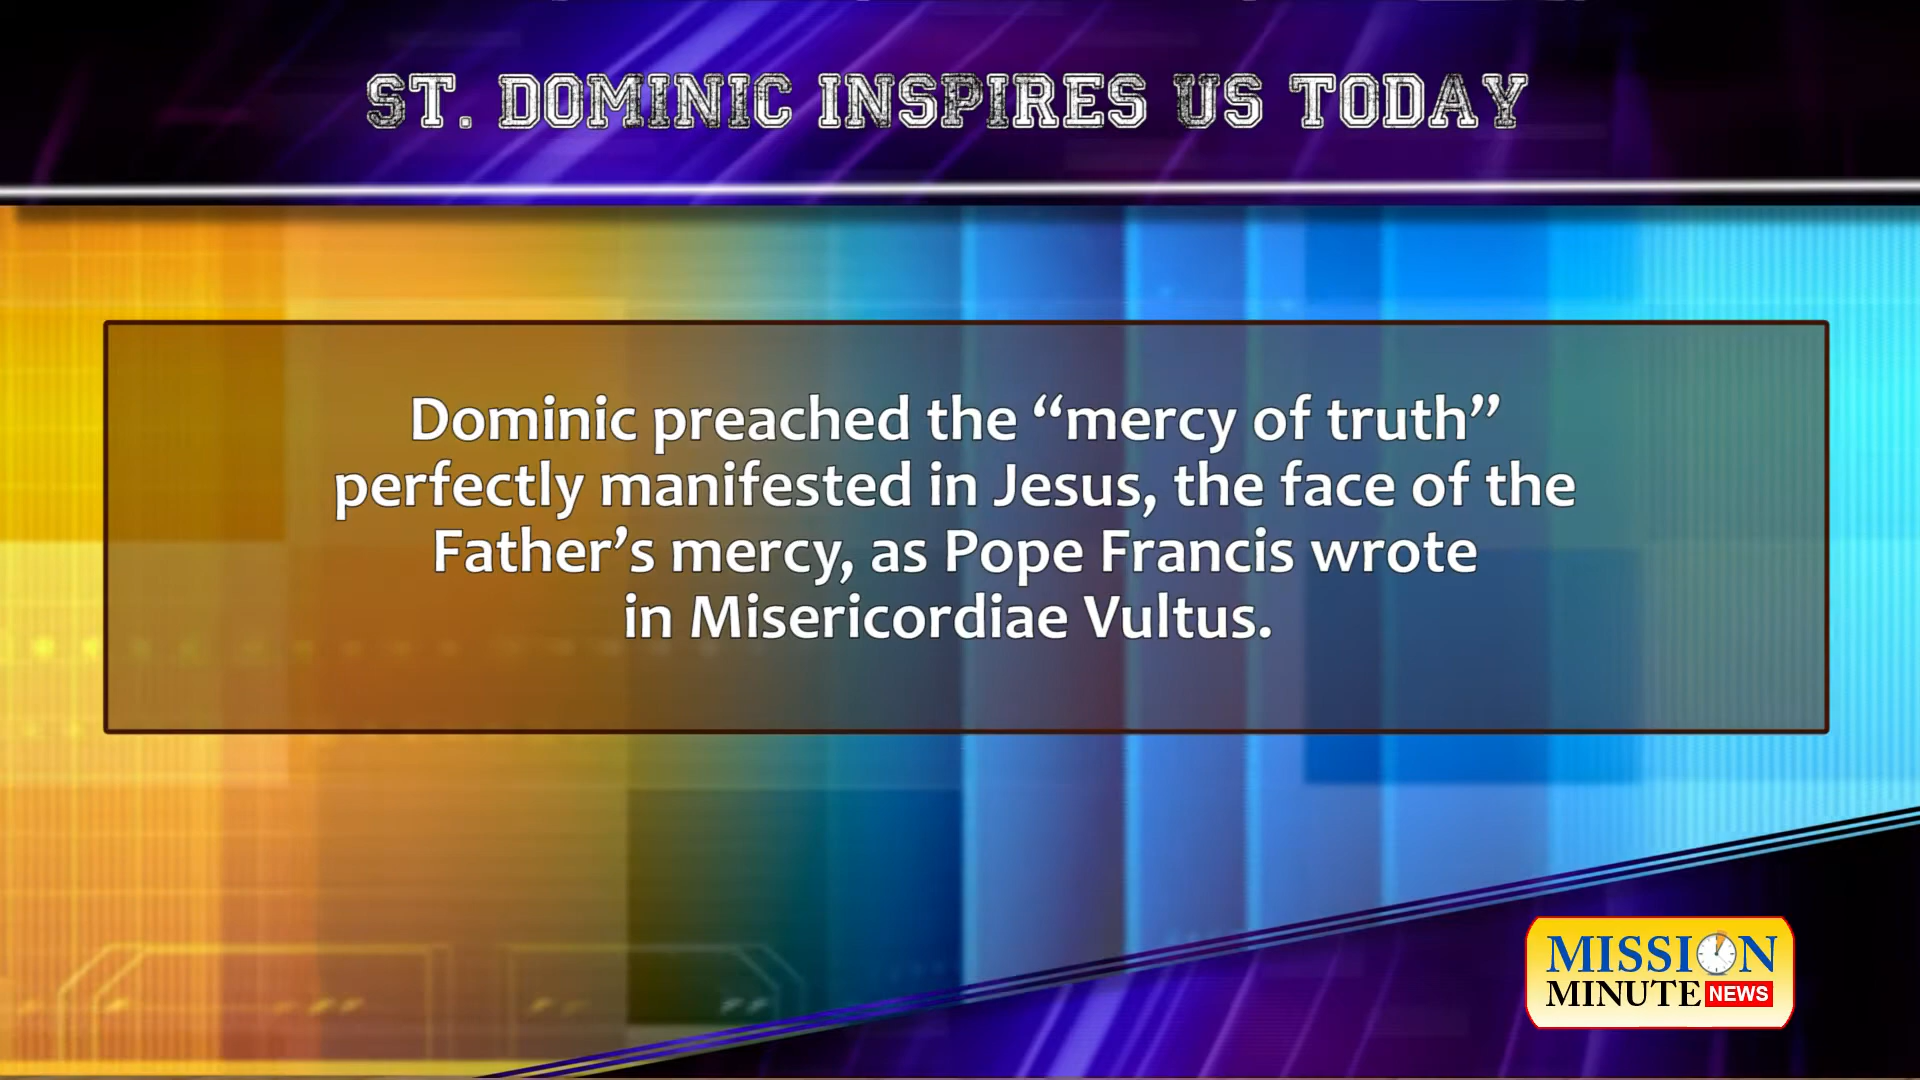 ST. DOMINIC INSPIRES US TODAY
Dominic preached the “mercy of truth”
perfectly manifested in Jesus, the face of the
Father’s mercy, as Pope Francis wrote
in Misericordiae Vultus.
MISSION
MINUTE NEWS